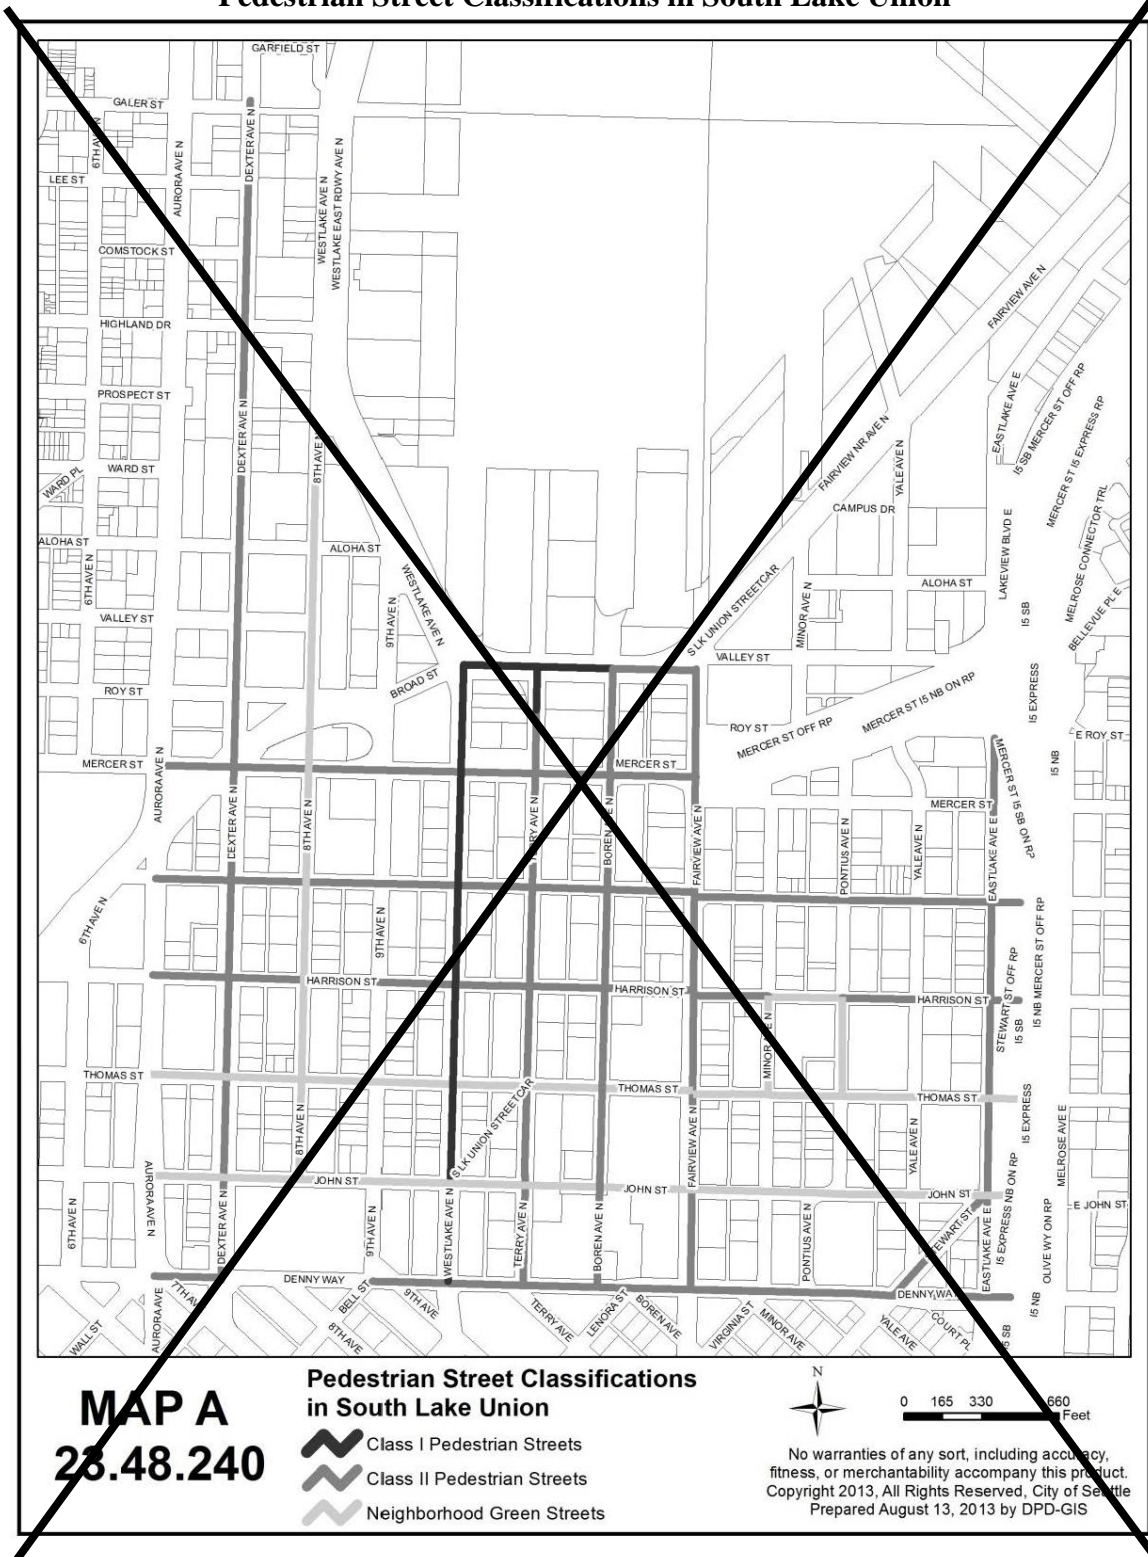 Pedestrian Street Classifications in South Lake Union
GARFIELD ST
GALER ST
6TH AVE N
DEXTER AVE N
AURORA AVE N
LEE ST
WESTLAKE AVE N
WESTLAKE EAST RDWY AVE N
COMSTOCK ST
HIGHLAND DR
FAIRVIEW AVE N
PROSPECT ST
DEXTER AVE N
EASTLAKE AVE E
I5 SB MERCER ST OFF RP
MERCER ST I5 EXPRESS RP
8TH AVE N
FAIRVIEW NR AVE N
YALE AVE N
WARD ST
WARD PL
CAMPUS DR
MELROSE CONNECTOR TRL
LAKEVIEW BLVD E
ALOHA ST
ALOHA ST
6TH AVE N
WESTLAKE AVE N
S LK UNION STREETCAR
ALOHA ST
MINOR AVE N
I5 SB
BELLEVUE PL E
9TH AVE N
VALLEY ST
VALLEY ST
BROAD ST
ROY ST
I5 EXPRESS
ROY ST
MERCER ST OFF RP
MERCER ST I5 NB ON RP
E ROY ST
MERCER ST
MERCER ST
AURORA AVE N
I5 NB
MERCER ST I5 SB ON RP
MERCER ST
DEXTER AVE N
8TH AVE N
BOREN AVE N
FAIRVIEW AVE N
PONTIUS AVE N
YALE AVE N
EASTLAKE AVE E
6TH AVE N
9TH AVE N
I5 NB MERCER ST OFF RP
HARRISON ST
HARRISON ST
HARRISON ST
STEWART ST OFF RP
I5 SB
MINOR AVE N
THOMAS ST
THOMAS ST
THOMAS ST
S LK UNION STREETCAR
I5 EXPRESS
8TH AVE N
FAIRVIEW AVE N
YALE AVE N
MELROSE AVE E
AURORA AVE N
JOHN ST
JOHN ST
JOHN ST
I5 EXPRESS NB ON RP
E JOHN ST
6TH AVE N
DEXTER AVE N
9TH AVE N
WESTLAKE AVE N
TERRY AVE N
BOREN AVE N
PONTIUS AVE N
STEWART ST
EASTLAKE AVE E
OLIVE WY ON RP
DENNY WAY
DENNY WAY
7TH AV
BELL ST
9TH AVE
I5 NB
WALL ST
AURORA AVE
8TH AVE
TERRY AVE
LENORA ST
BOREN AVE
VIRGINIA ST
MINOR AVE
YALE AVE
COURT PL
MAP A
23.48.240
Pedestrian Street Classifications
in South Lake Union
Class I Pedestrian Streets
Class II Pedestrian Streets
Neighborhood Green Streets
N
0 165 330 660
Feet
No warranties of any sort, including accuracy,
fitness, or merchantability accompany this product.
Copyright 2013, All Rights Reserved, City of Seattle
Prepared August 13, 2013 by DPD-GIS